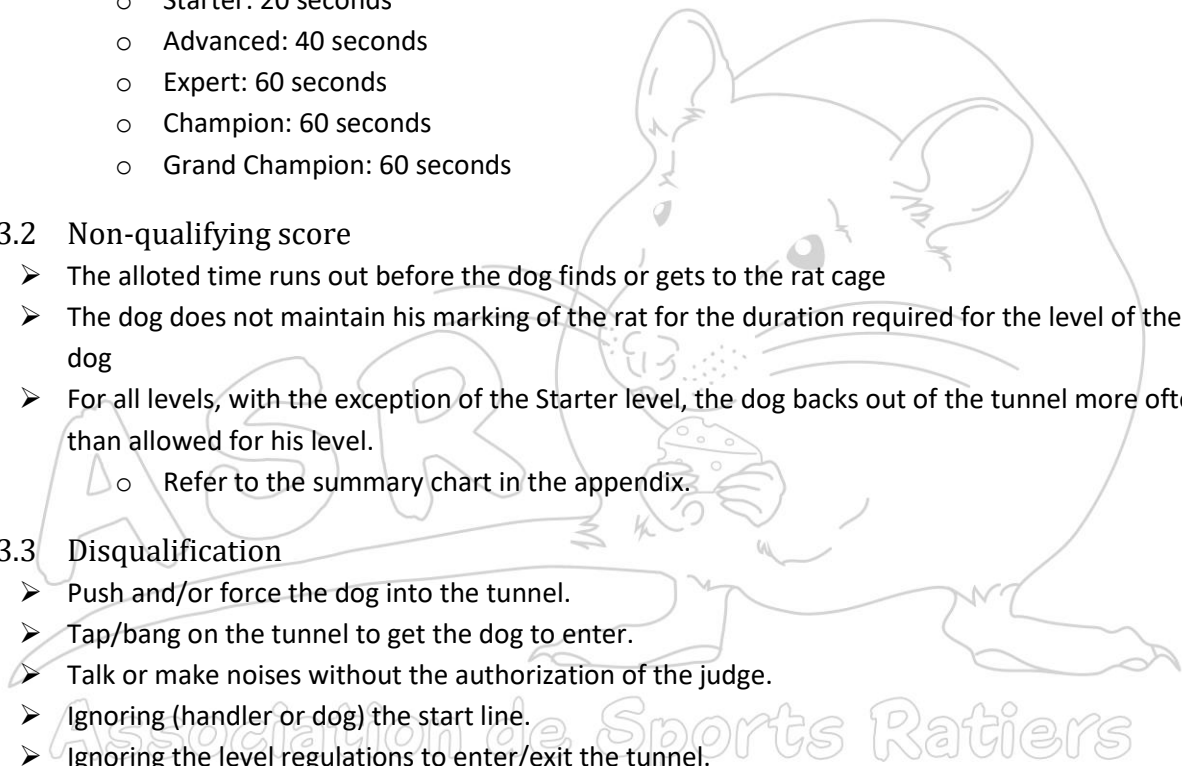 o Starter: 20 seconds
o Advanced: 40 seconds
o Expert: 60 seconds
o Champion: 60 seconds
o Grand Champion: 60 seconds
3.2 Non-qualifying score
➢ The alloted time runs out before the dog finds or gets to the rat cage
➢ The dog does not maintain his marking of the rat for the duration required for the level of the
dog
➢ For all levels, with the exception of the Starter level, the dog backs out of the tunnel more ofte
than allowed for his level.
o Refer to the summary chart in the appendix.
3.3 Disqualification
➢ Push and/or force the dog into the tunnel.
➢ Tap/bang on the tunnel to get the dog to enter.
➢ Talk or make noises without the authorization of the judge.
➢ Ignoring (handler or dog) the start line.
➢ Ignoring the level regulations to enter/exit the tunnel.
ASR
Association de Sports Ratiers